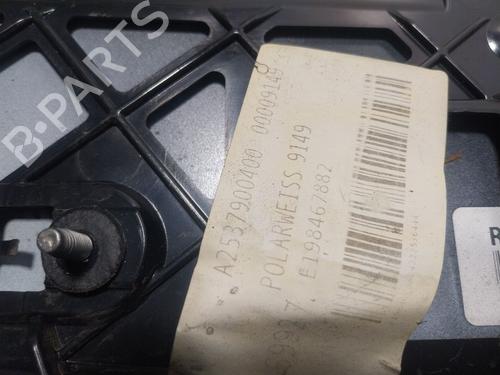 B-PARTS
A2537900400 00009149
POLARWEISS 9149
E198467882
R